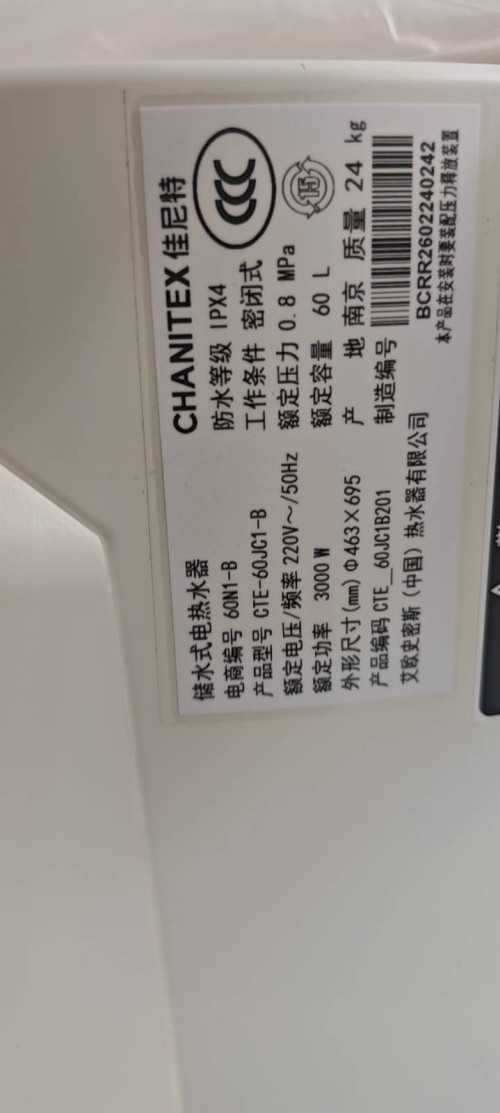 CHANITEX 佳尼特
储水式电热水器
防水等级 IPX4
电商编号 60N1-B
工作条件 密闭式
产品型号 CTE-60JC1-B
额定压力 0.8 MPa
额定电压/频率 220V～/50Hz
额定容量 60 L
额定功率 3000 W
产地 南京 质量 24 kg
外形尺寸(mm) Φ463×695
制造编号
产品编码 CTE__60JC1B201
BCRR2602240242
艾欧史密斯（中国）热水器有限公司
本产品在安装时要装配压力释放装置
CCC
15